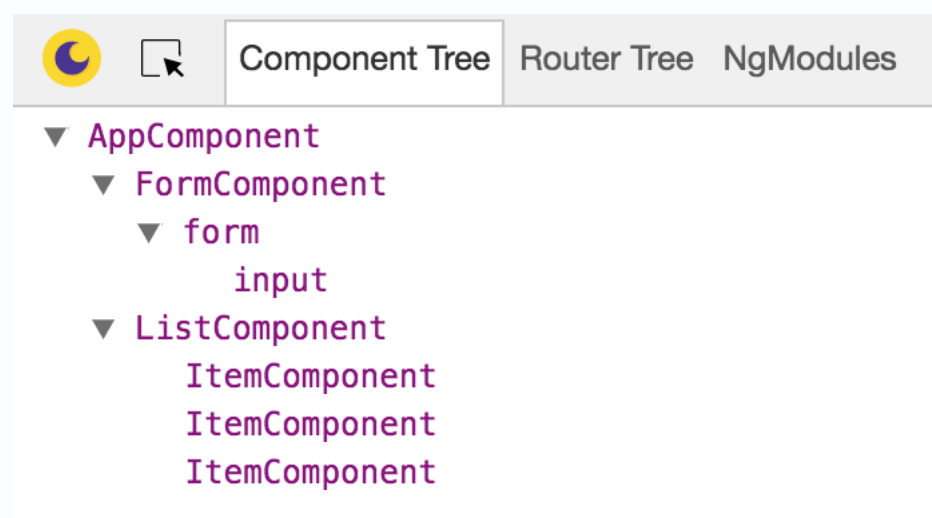 Component Tree Router Tree NgModules
AppComponent
FormComponent
form
input
ListComponent
ItemComponent
ItemComponent
ItemComponent